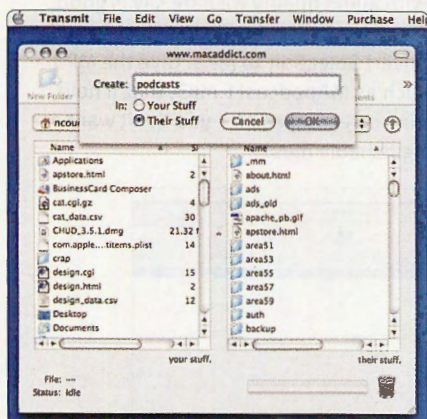 Transmit File Edit View Go Transfer Window Purchase Help
www.macaddict.com
Create: podcasts
In: Your Stuff
Their Stuff
Cancel OK
New Folder
ncou
Name
Applications
apstore.html 2
BusinessCard Composer
cat.cgi.gz 4
cat_data.csv 30
CHUD_3.5.1.dmg 21.32
com.apple....titems.plist 14
crap
design.cgi 15
design.html 2
design_data.csv 12
Desktop
Documents
your stuff.
Name
_mm
about.html
ads
ads_old
apache_pb.gif
apstore.html
area51
area53
area55
area57
area59
auth
backup
their stuff.
File: —
Status: Idle